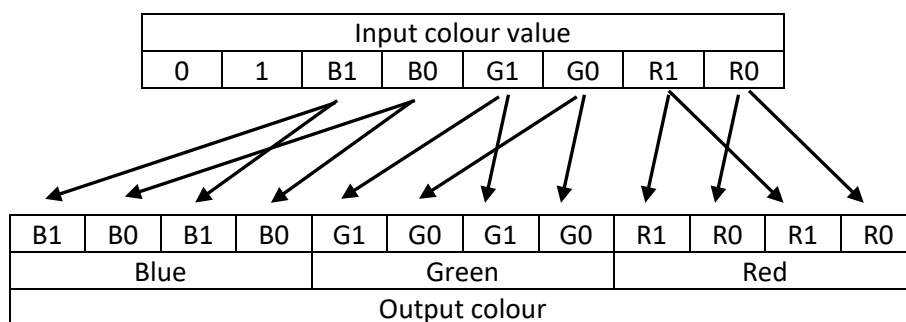 Input colour value
0 1 B1 B0 G1 G0 R1 R0
B1 B0 B1 B0 G1 G0 G1 G0 R1 R0 R1 R0
Blue Green Red
Output colour